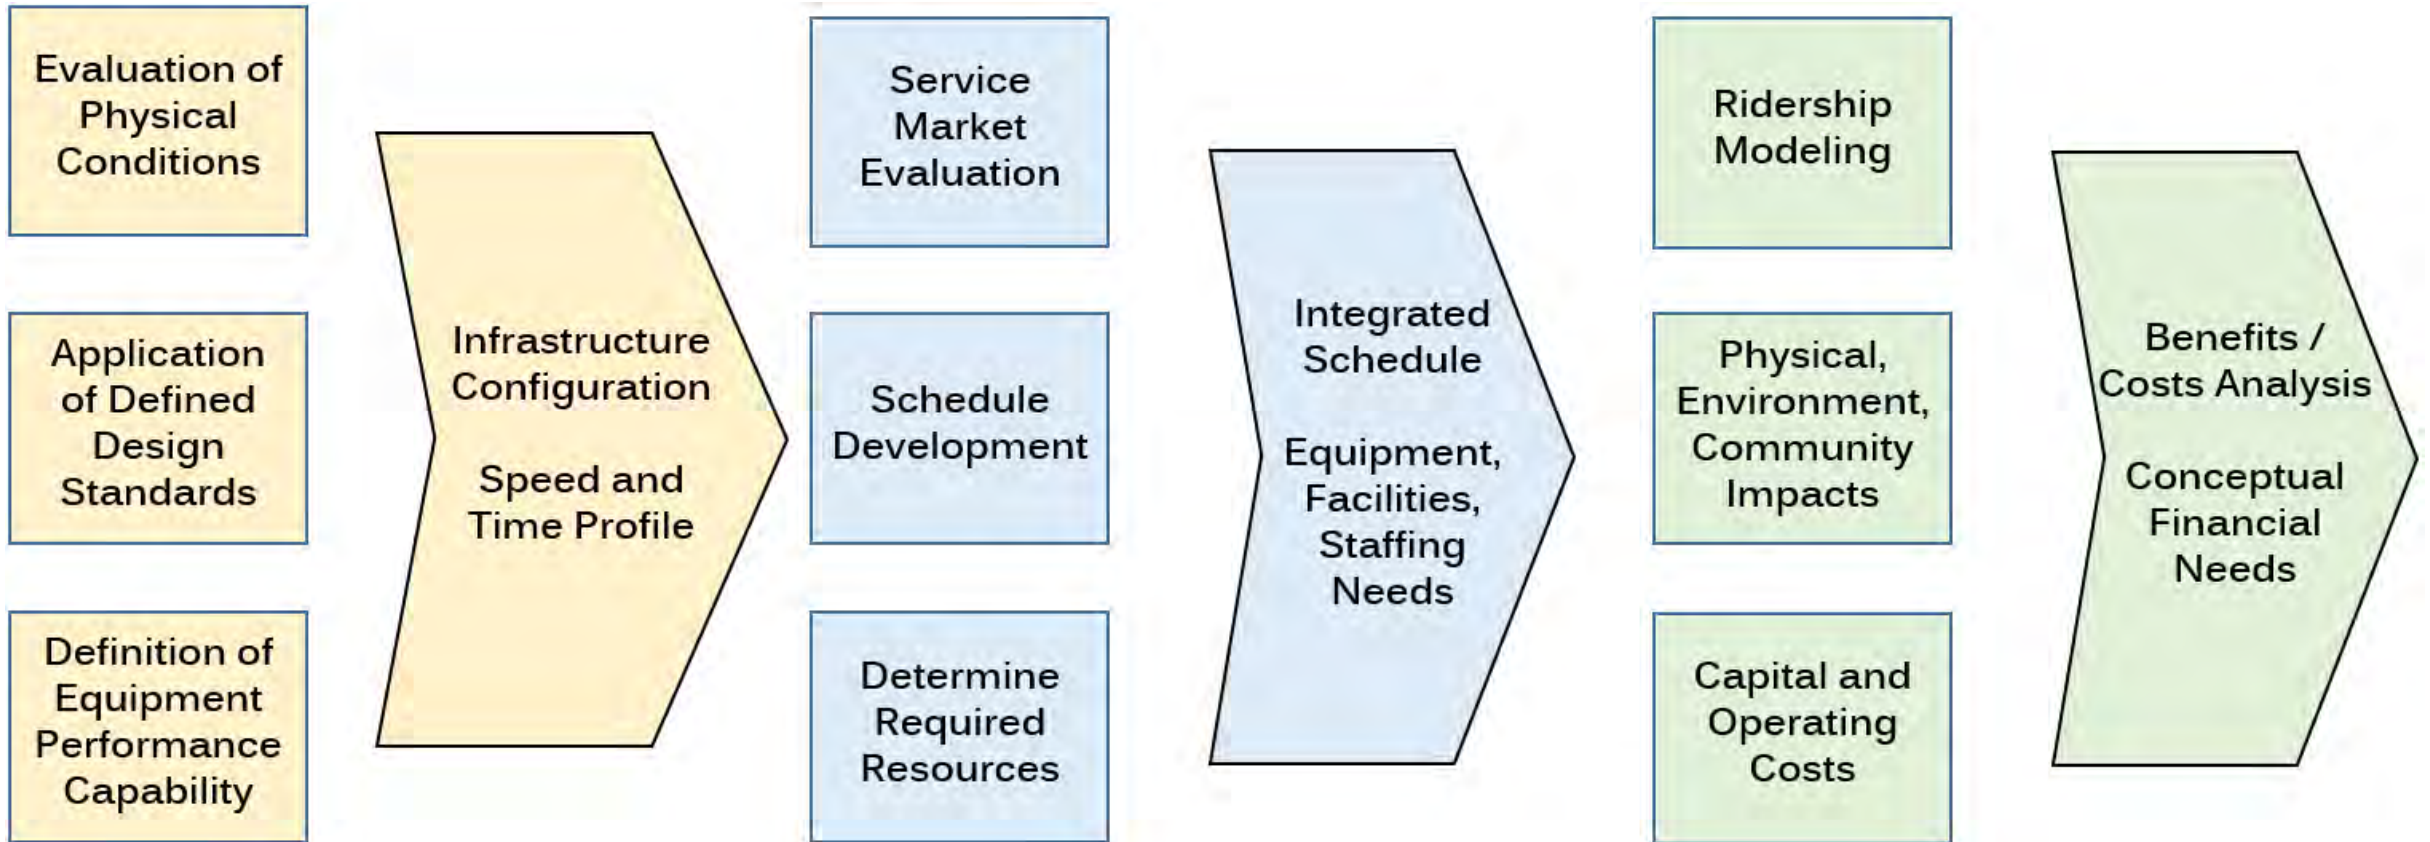 Evaluation of
Physical
Conditions
Application
of Defined
Design
Standards
Definition of
Equipment
Performance
Capability
Infrastructure
Configuration
Speed and
Time Profile
Service
Market
Evaluation
Schedule
Development
Determine
Required
Resources
Integrated
Schedule
Equipment,
Facilities,
Staffing
Needs
Ridership
Modeling
Physical,
Environment,
Community
Impacts
Capital and
Operating
Costs
Benefits /
Costs Analysis
Conceptual
Financial
Needs